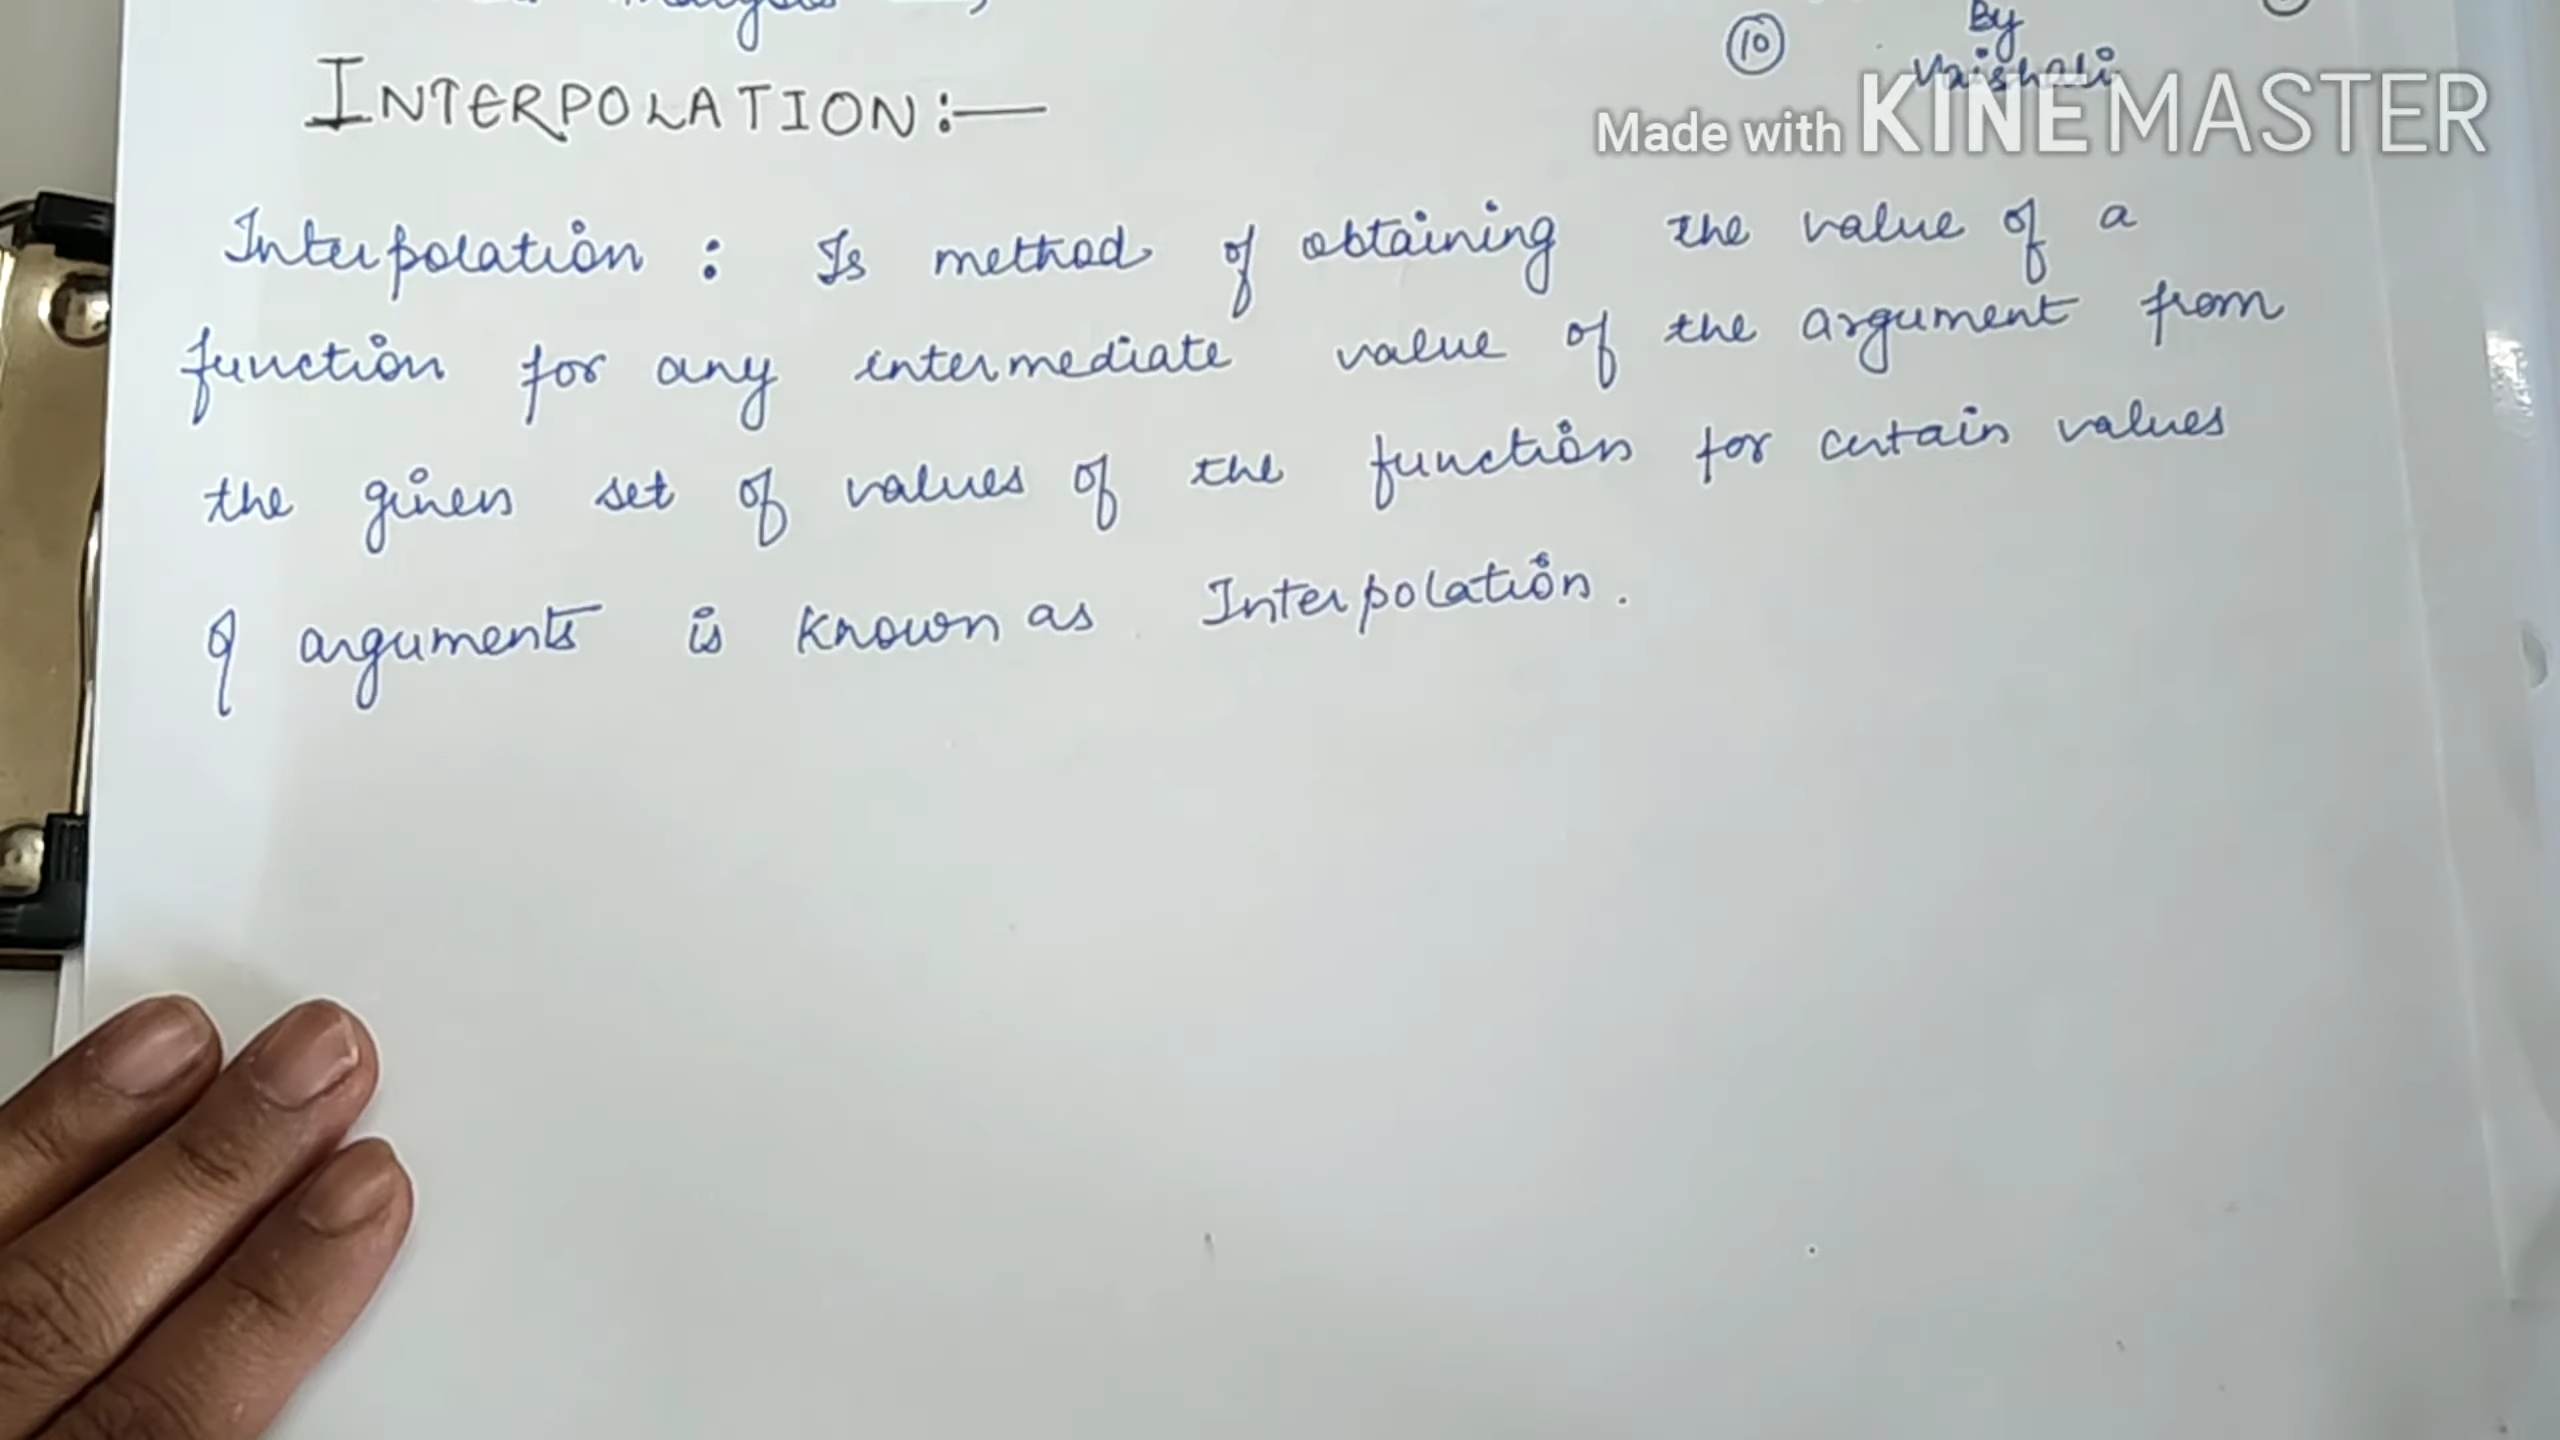 Analysis
10
By
Vaishali
Made with KINEMASTER
INTERPOLATION:—
Interpolation : Is method of obtaining the value of a
function for any intermediate value of the argument from
the given set of values of the function for certain values
of arguments is known as Interpolation.